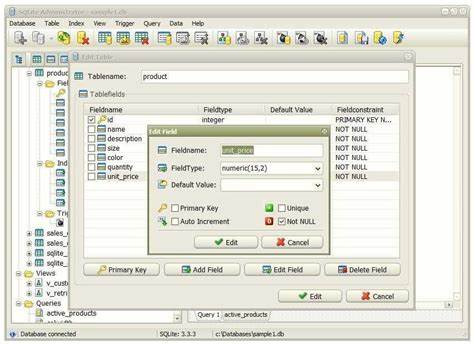 SQLite Administrator - sample1.db
Database Table Index View Trigger Query Data Help
Edit Table
Tablename: product
Tablefields
Fieldname Fieldtype Default Value Fieldconstraint
id integer PRIMARY KEY N...
name NOT NULL
description NOT NULL
size NOT NULL
color NOT NULL
quantity NOT NULL
unit_price NOT NULL
Edit Field
Fieldname: unit_price
FieldType: numeric(15,2)
Default Value:
Primary Key Unique
Auto Increment Not NULL
Edit Cancel
Primary Key Add Field Edit Field Delete Field
Edit Cancel
produc
Fiel
Ind
Trig
sales_
sales_
sqlite_
sqlite_
Views
v_cust
v_retri
Queries
active_products
Query 1 active_products
Database connected SQLite: 3.3.3 c:\Databases\sample1.db